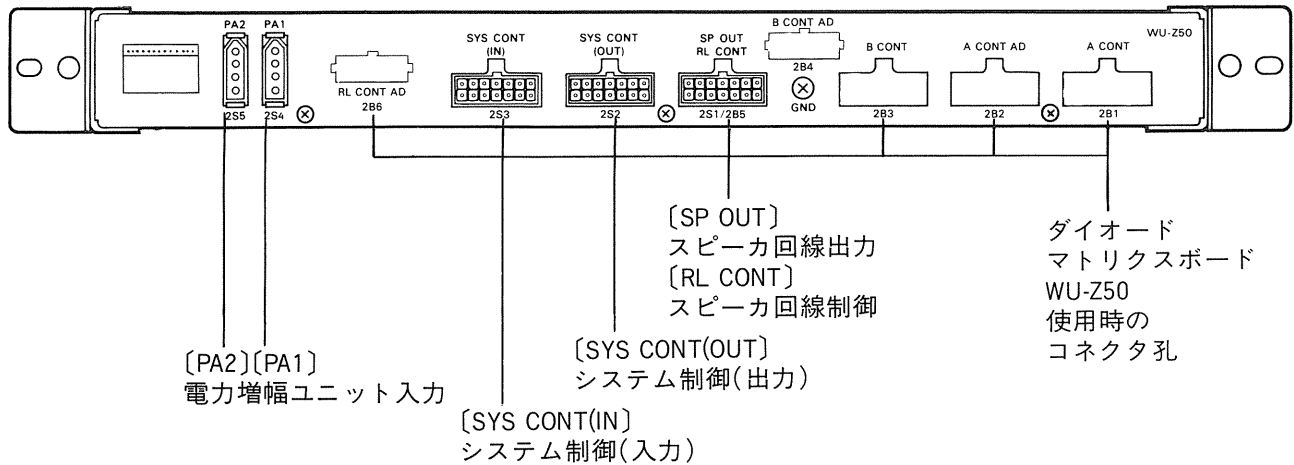 PA2 PA1
RL CONT AD
2B6
2S5 2S4
SYS CONT
(IN)
2S3
SYS CONT
(OUT)
2S2
SP OUT
RL CONT
2S1/2B5
B CONT AD
2B4
GND
B CONT
2B3
A CONT AD
2B2
A CONT
2B1
WU-Z50
〔SP OUT〕
スピーカ回線出力
〔RL CONT〕
スピーカ回線制御
ダイオード
マトリクスボード
WU-Z50
使用時の
コネクタ孔
〔SYS CONT(OUT〕
システム制御(出力)
〔PA2〕〔PA1〕
電力増幅ユニット入力
〔SYS CONT(IN〕
システム制御(入力)